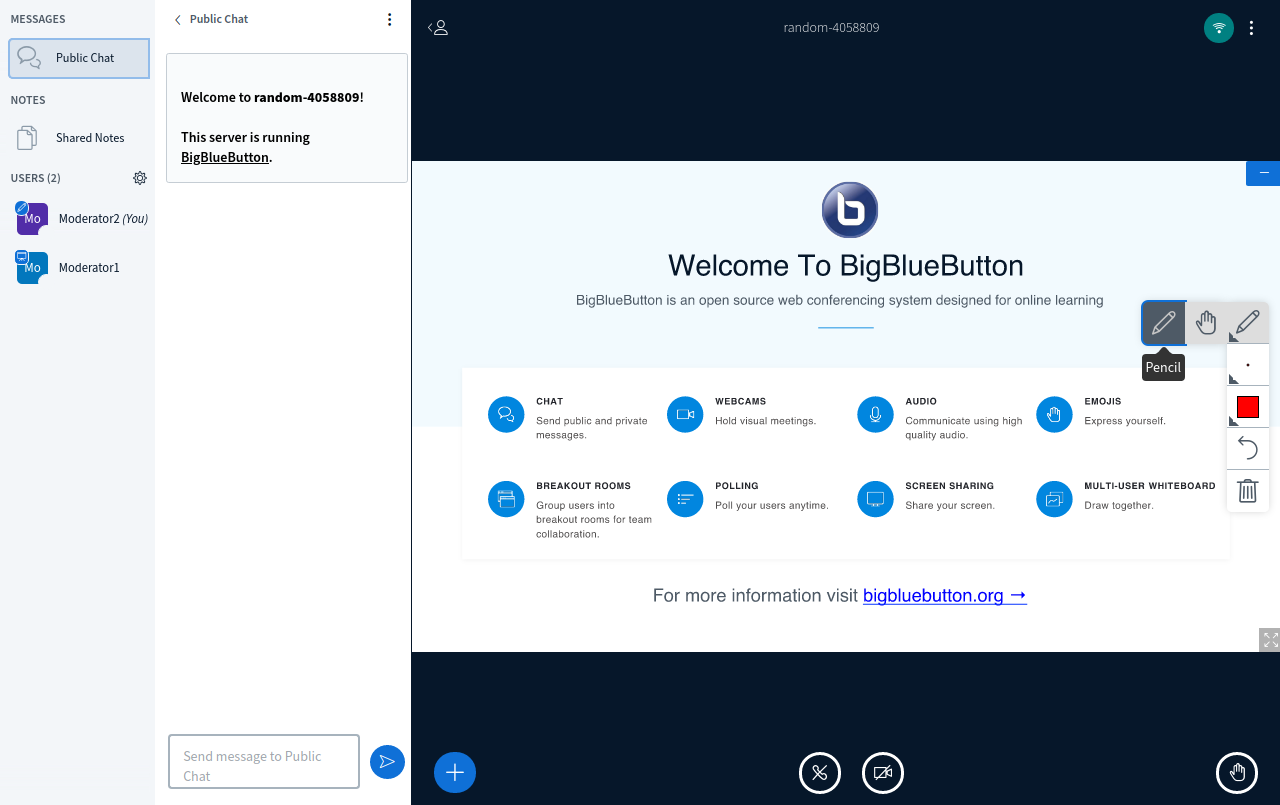 MESSAGES
Public Chat
NOTES
Shared Notes
USERS (2)
Mo
Moderator2 (You)
Mo
Moderator1
Public Chat
Welcome to random-4058809!
This server is running
BigBlueButton.
Send message to Public
Chat
random-4058809
b
Welcome To BigBlueButton
BigBlueButton is an open source web conferencing system designed for online learning
Pencil
CHAT
Send public and private
messages.
WEBCAMS
Hold visual meetings.
AUDIO
Communicate using high
quality audio.
EMOJIS
Express yourself.
BREAKOUT ROOMS
Group users into
breakout rooms for team
collaboration.
POLLING
Poll your users anytime.
SCREEN SHARING
Share your screen.
MULTI-USER WHITEBOARD
Draw together.
For more information visit bigbluebutton.org →